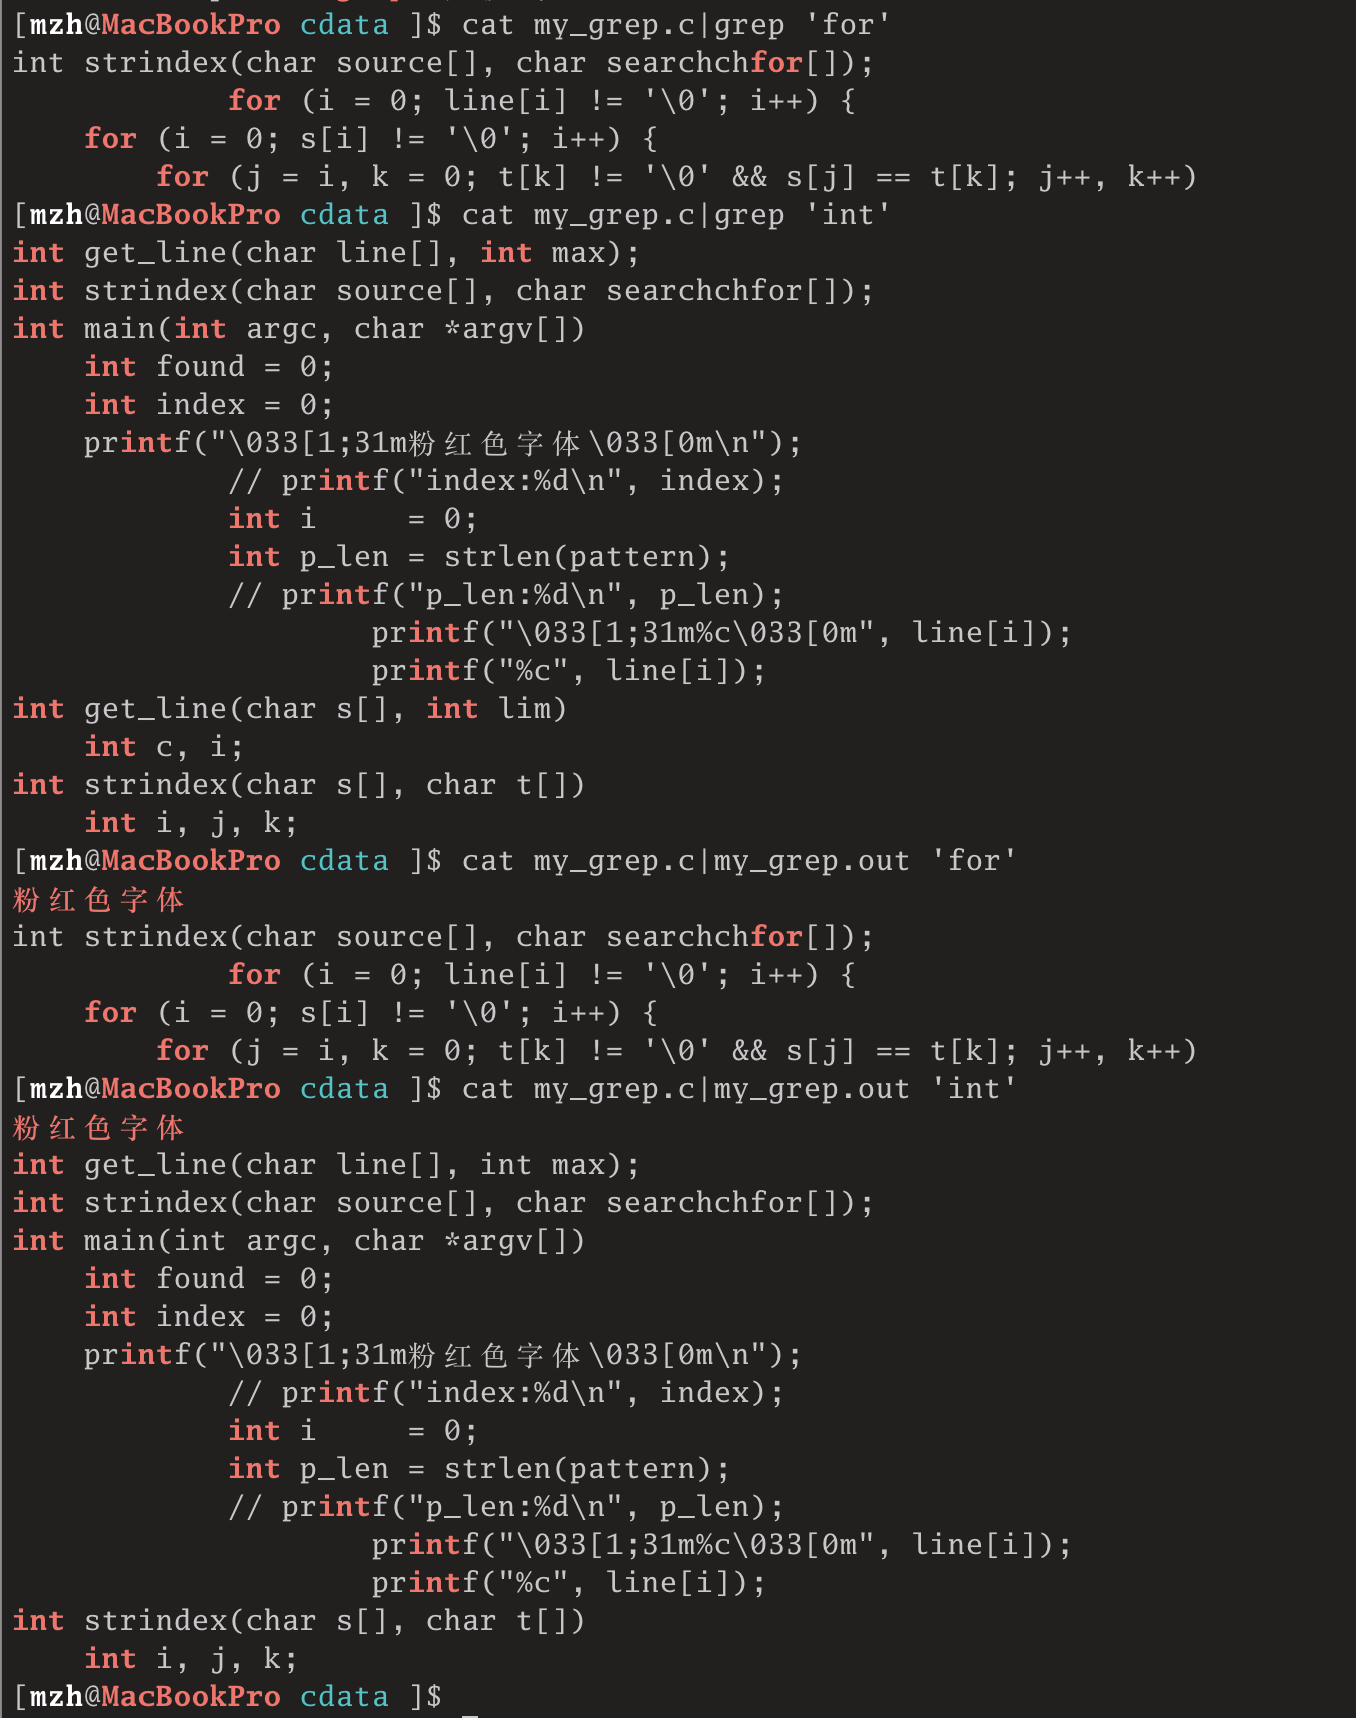 [mzh@MacBookPro cdata ]$ cat my_grep.c|grep 'for'
int strindex(char source[], char searchchfor[]);
            for (i = 0; line[i] != '\0'; i++) {
    for (i = 0; s[i] != '\0'; i++) {
        for (j = i, k = 0; t[k] != '\0' && s[j] == t[k]; j++, k++)
[mzh@MacBookPro cdata ]$ cat my_grep.c|grep 'int'
int get_line(char line[], int max);
int strindex(char source[], char searchchfor[]);
int main(int argc, char *argv[])
    int found = 0;
    int index = 0;
    printf("\033[1;31m粉红色字体\033[0m\n");
            // printf("index:%d\n", index);
            int i     = 0;
            int p_len = strlen(pattern);
            // printf("p_len:%d\n", p_len);
                    printf("\033[1;31m%c\033[0m", line[i]);
                    printf("%c", line[i]);
int get_line(char s[], int lim)
    int c, i;
int strindex(char s[], char t[])
    int i, j, k;
[mzh@MacBookPro cdata ]$ cat my_grep.c|my_grep.out 'for'
粉红色字体
int strindex(char source[], char searchchfor[]);
            for (i = 0; line[i] != '\0'; i++) {
    for (i = 0; s[i] != '\0'; i++) {
        for (j = i, k = 0; t[k] != '\0' && s[j] == t[k]; j++, k++)
[mzh@MacBookPro cdata ]$ cat my_grep.c|my_grep.out 'int'
粉红色字体
int get_line(char line[], int max);
int strindex(char source[], char searchchfor[]);
int main(int argc, char *argv[])
    int found = 0;
    int index = 0;
    printf("\033[1;31m粉红色字体\033[0m\n");
            // printf("index:%d\n", index);
            int i     = 0;
            int p_len = strlen(pattern);
            // printf("p_len:%d\n", p_len);
                    printf("\033[1;31m%c\033[0m", line[i]);
                    printf("%c", line[i]);
int strindex(char s[], char t[])
    int i, j, k;
[mzh@MacBookPro cdata ]$